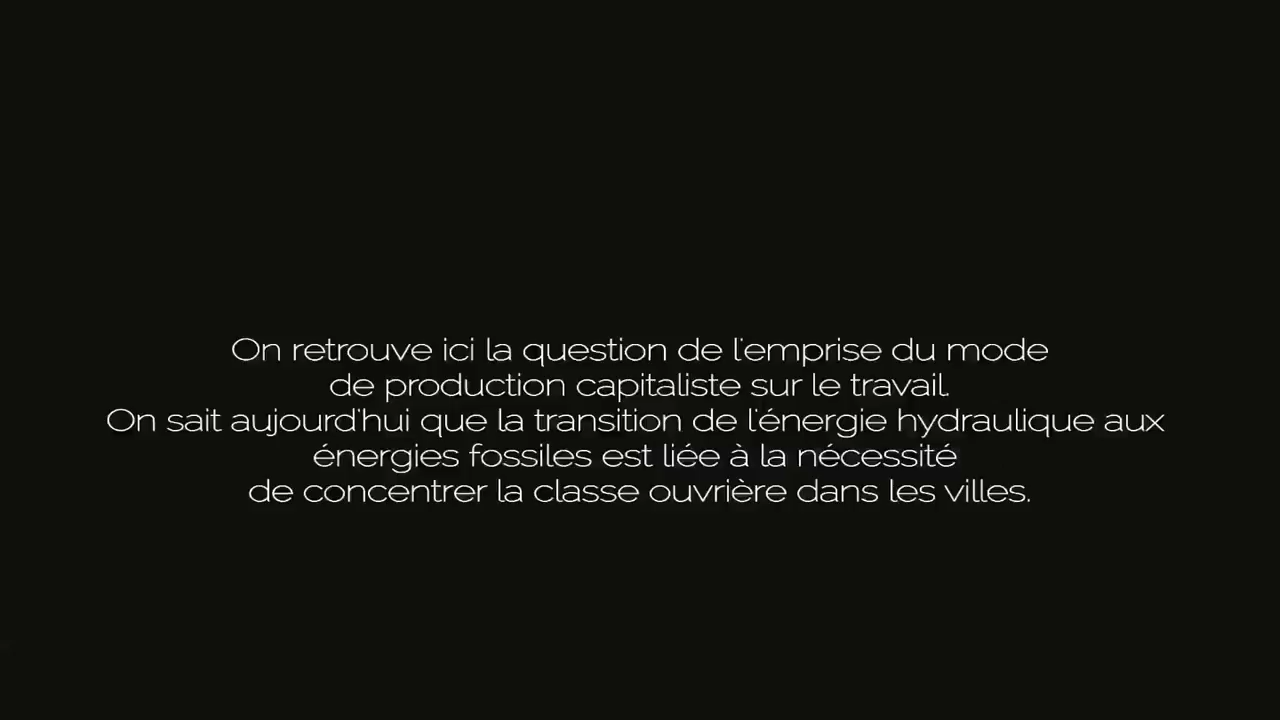 On retrouve ici la question de l'emprise du mode
de production capitaliste sur le travail.
On sait aujourd'hui que la transition de l'énergie hydraulique aux
énergies fossiles est liée à la nécessité
de concentrer la classe ouvrière dans les villes.